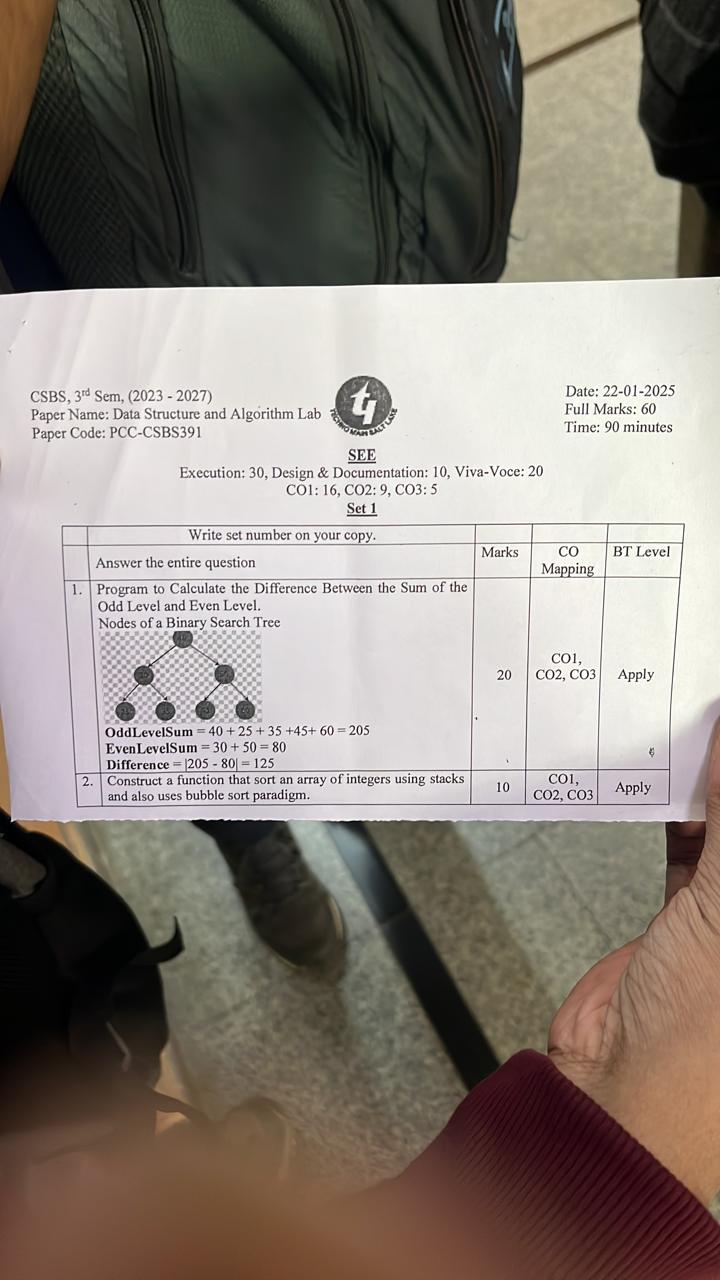 CSBS, 3rd Sem, (2023 - 2027)
Paper Name: Data Structure and Algorithm Lab
Paper Code: PCC-CSBS391
TECHNO MAIN SALT LAKE
Date: 22-01-2025
Full Marks: 60
Time: 90 minutes
SEE
Execution: 30, Design & Documentation: 10, Viva-Voce: 20
CO1: 16, CO2: 9, CO3: 5
Set 1
Write set number on your copy.
Answer the entire question
Marks
CO
Mapping
BT Level
1. Program to Calculate the Difference Between the Sum of the
Odd Level and Even Level.
Nodes of a Binary Search Tree
OddLevelSum = 40 + 25 + 35 +45+ 60 = 205
EvenLevelSum = 30 + 50 = 80
Difference = |205 - 80| = 125
20
CO1,
CO2, CO3
Apply
2. Construct a function that sort an array of integers using stacks
and also uses bubble sort paradigm.
10
CO1,
CO2, CO3
Apply